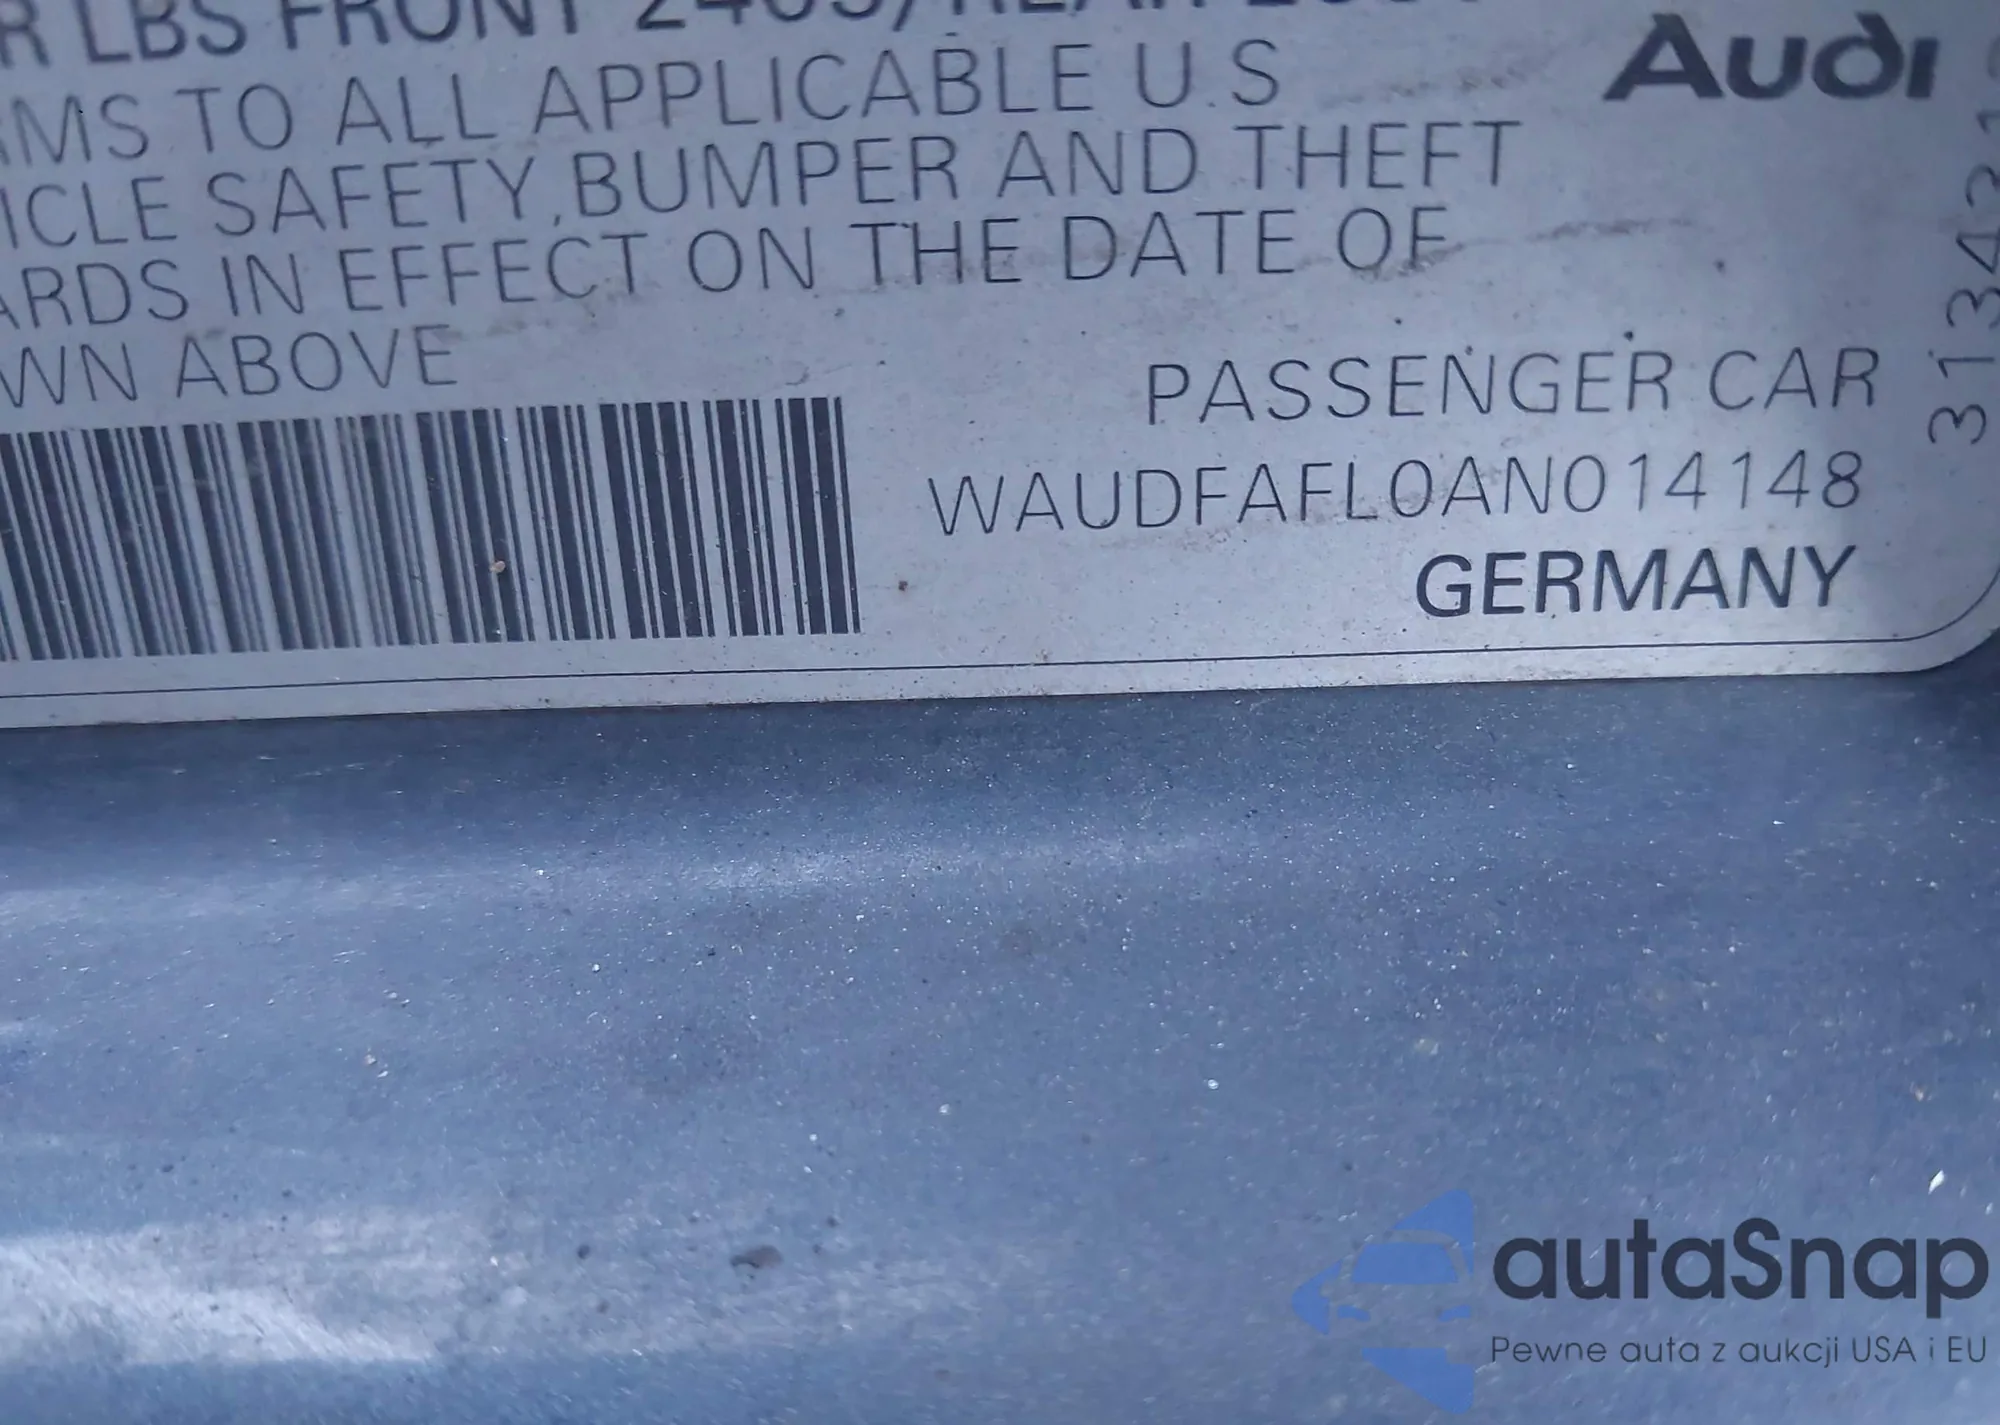 R LBS FRONT
Audi
RMS TO ALL APPLICABLE U.S
ICLE SAFETY, BUMPER AND THEFT
ARDS IN EFFECT ON THE DATE OF
WN ABOVE
PASSENGER CAR
WAUDFAFL0AN014148
GERMANY
autaSnap
Pewne auta z aukcji USA i EU